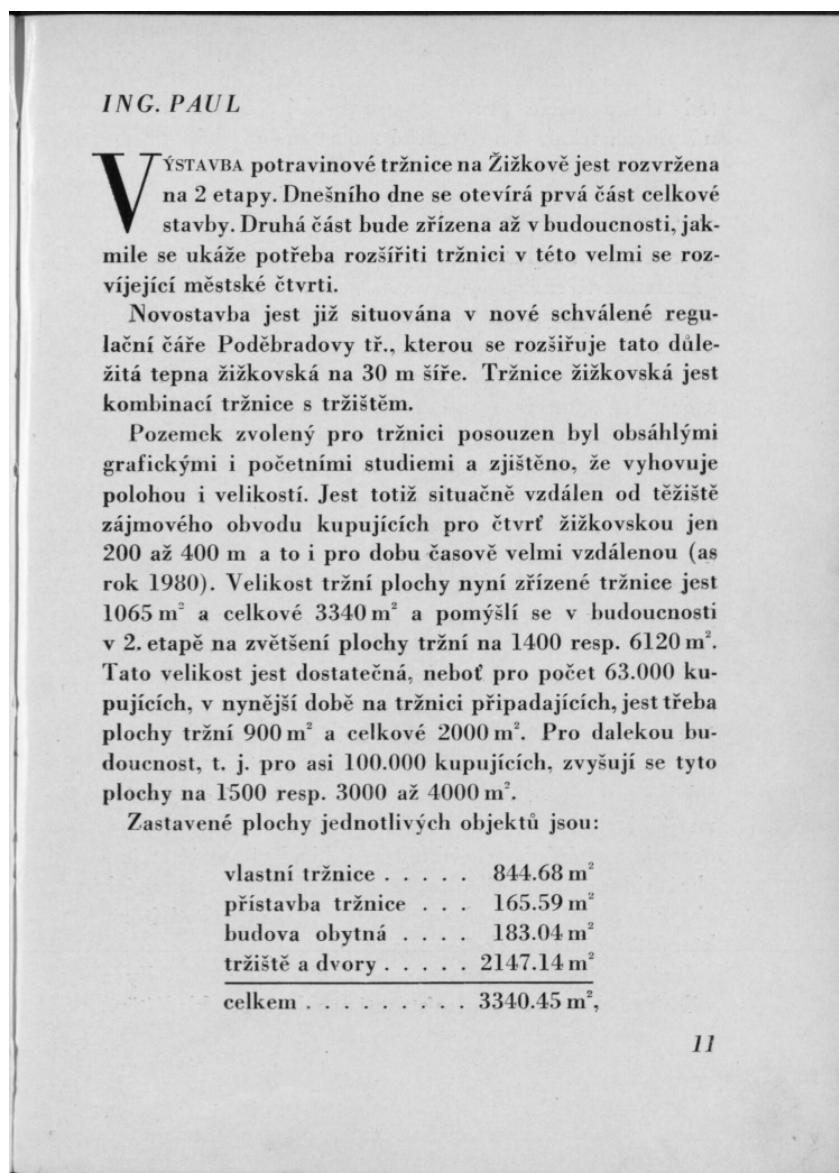 ING. PAUL
VÝSTAVBA potravinové tržnice na Žižkově jest rozvržena
na 2 etapy. Dnešního dne se otevírá prvá část celkové
stavby. Druhá část bude zřízena až v budoucnosti, jak-
mile se ukáže potřeba rozšířiti tržnici v této velmi se roz-
víjející městské čtvrti.
Novostavba jest již situována v nové schválené regu-
lační čáře Poděbradovy tř., kterou se rozšiřuje tato důle-
žitá tepna žižkovská na 30 m šíře. Tržnice žižkovská jest
kombinací tržnice s tržištěm.
Pozemek zvolený pro tržnici posouzen byl obsáhlými
grafickými i početními studiemi a zjištěno, že vyhovuje
polohou i velikostí. Jest totiž situačně vzdálen od těžiště
zájmového obvodu kupujících pro čtvrť žižkovskou jen
200 až 400 m a to i pro dobu časově velmi vzdálenou (as
rok 1980). Velikost tržní plochy nyní zřízené tržnice jest
1065 m² a celkové 3340 m² a pomýšlí se v budoucnosti
v 2. etapě na zvětšení plochy tržní na 1400 resp. 6120 m².
Tato velikost jest dostatečná, neboť pro počet 63.000 ku-
pujících, v nynější době na tržnici připadajících, jest třeba
plochy tržní 900 m² a celkové 2000 m². Pro dalekou bu-
doucnost, t. j. pro asi 100.000 kupujících, zvyšují se tyto
plochy na 1500 resp. 3000 až 4000 m².
Zastavené plochy jednotlivých objektů jsou:
vlastní tržnice . . . . . 844.68 m²
přístavba tržnice . . . 165.59 m²
budova obytná . . . . 183.04 m²
tržiště a dvory . . . . . 2147.14 m²
celkem . . . . . . . . . 3340.45 m²,
11